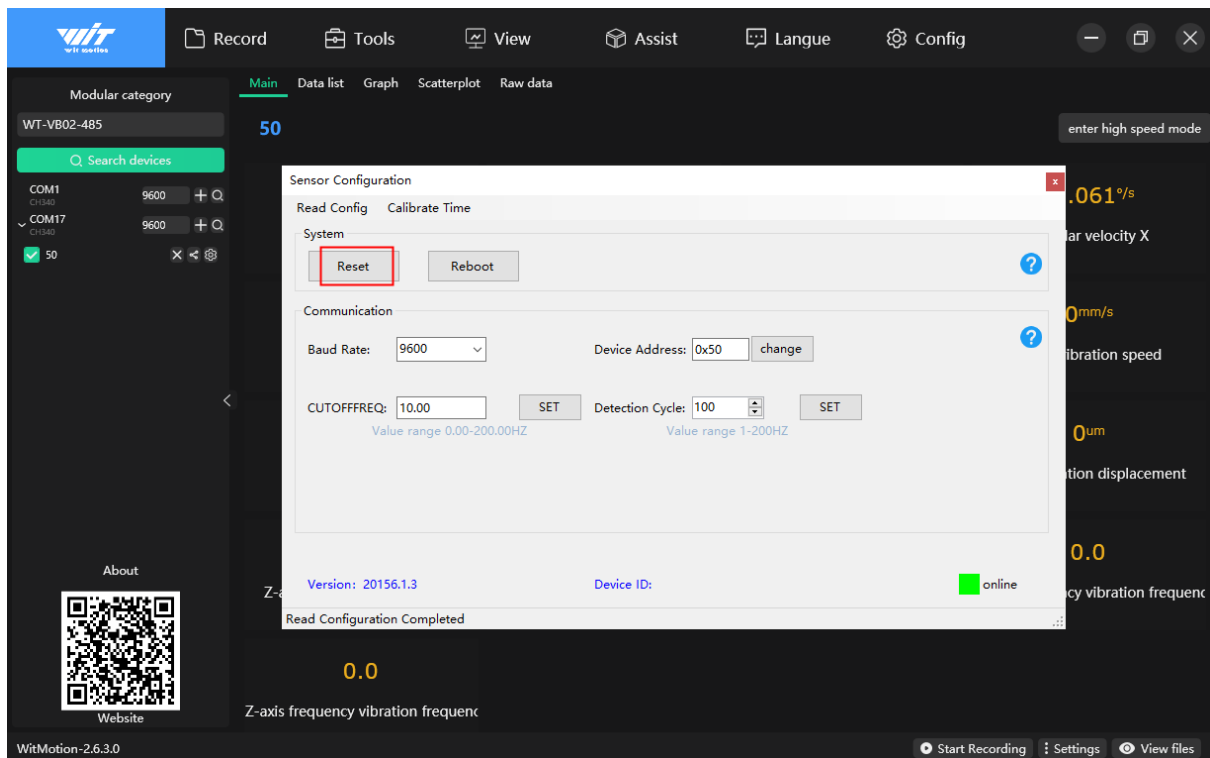 wit motion
Record
Tools
View
Assist
Langue
Config
Modular category
WT-VB02-485
Search devices
COM1
CH340
9600
COM17
CH340
9600
50
About
Website
Main
Data list
Graph
Scatterplot
Raw data
50
enter high speed mode
Sensor Configuration
x
Read Config
Calibrate Time
System
Reset
Reboot
?
Communication
?
Baud Rate:
9600
Device Address:
0x50
change
CUTOFFFREQ:
10.00
SET
Detection Cycle:
100
SET
Value range 0.00-200.00HZ
Value range 1-200HZ
Version: 20156.1.3
Device ID:
online
Read Configuration Completed
.061°/s
lar velocity X
0mm/s
ibration speed
0um
tion displacement
0.0
cy vibration frequenc
Z-
0.0
Z-axis frequency vibration frequenc
WitMotion-2.6.3.0
Start Recording
Settings
View files